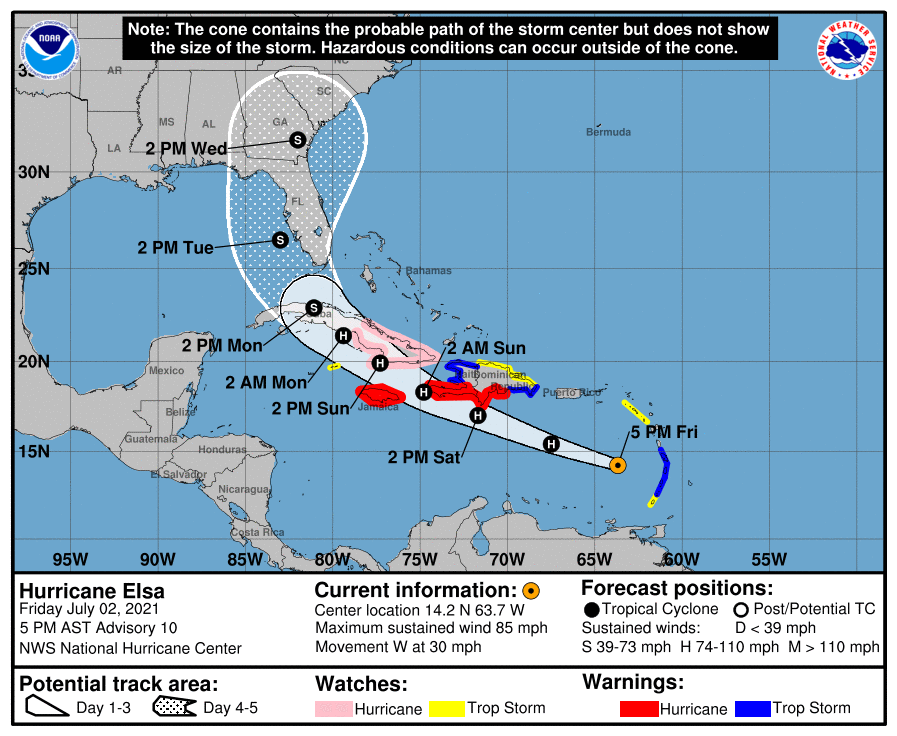 Note: The cone contains the probable path of the storm center but does not show
the size of the storm. Hazardous conditions can occur outside of the cone.
NOAA
NATIONAL WEATHER SERVICE
NC
AR
SC
MS
AL
GA
Bermuda
LA
2 PM Wed
30N
FL
2 PM Tue
25N
Bahamas
Cuba
2 PM Mon
2 AM Sun
20N
Mexico
2 AM Mon
Dominican
Republic
Puerto Rico
2 PM Sun
Jamaica
Belize
5 PM Fri
Guatemala
Honduras
15N
2 PM Sat
El Salvador
Nicaragua
Costa Rica
S
S
S
H
H
H
H
H
95W 90W 85W 80W 75W 70W 65W 60W 55W
Hurricane Elsa
Friday July 02, 2021
5 PM AST Advisory 10
NWS National Hurricane Center
Current information:
Center location 14.2 N 63.7 W
Maximum sustained wind 85 mph
Movement W at 30 mph
Forecast positions:
Tropical Cyclone Post/Potential TC
Sustained winds: D < 39 mph
S 39-73 mph H 74-110 mph M > 110 mph
Potential track area:
Day 1-3 Day 4-5
Watches:
Hurricane Trop Storm
Warnings:
Hurricane Trop Storm